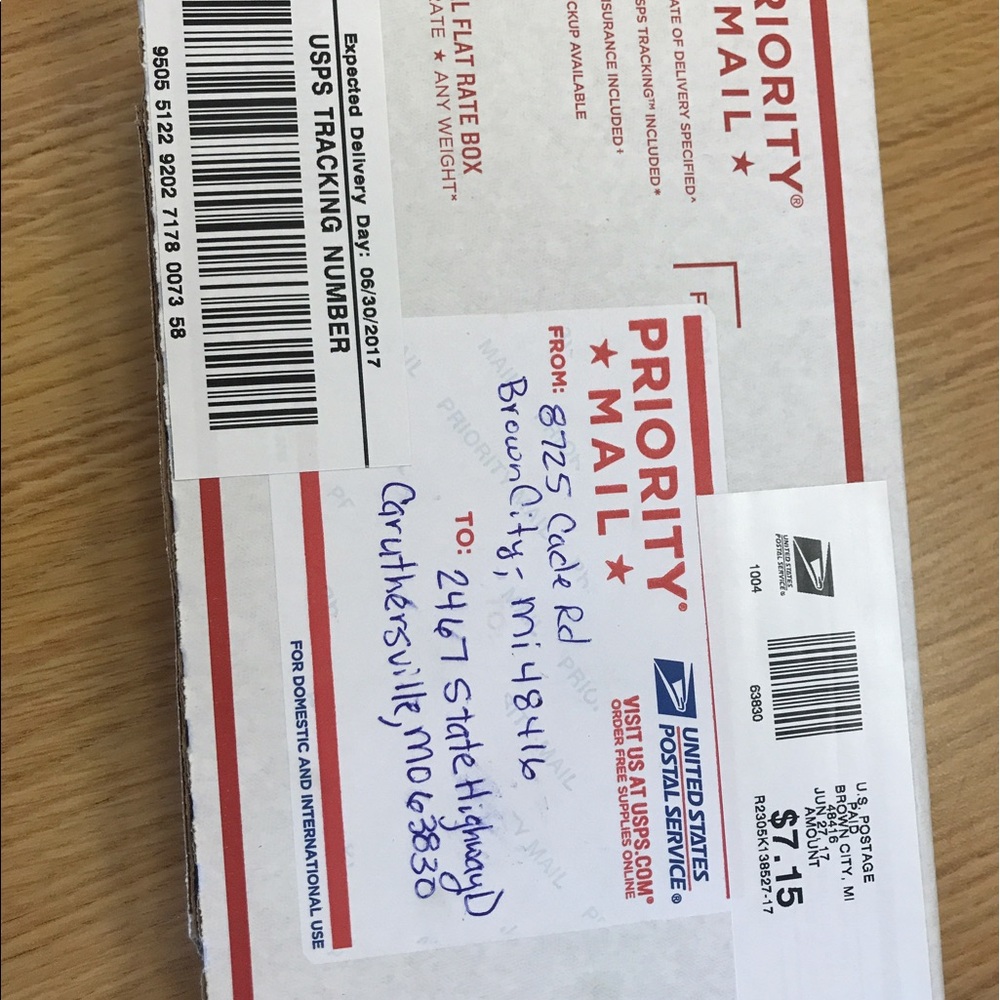 PRIORITY®
MAIL ★
ATE OF DELIVERY SPECIFIED^
SPS TRACKING™ INCLUDED*
SURANCE INCLUDED+
CKUP AVAILABLE
L FLAT RATE BOX
RATE ★ ANY WEIGHT
Expected Delivery Day: 06/30/2017
USPS TRACKING NUMBER
9505 5122 9202 7178 0073 58
F
PRIORITY®
★ MAIL ★
UNITED STATES
POSTAL SERVICE®
VISIT US AT USPS.COM®
ORDER FREE SUPPLIES ONLINE
FROM: 8725 Cade Rd
Brown City, Mi 48416
TO: 2467 State Highway D
Caruthersville, MO 63830
FOR DOMESTIC AND INTERNATIONAL USE
UNITED STATES
POSTAL SERVICE®
1004
63830
U.S. POSTAGE
PAID
BROWN CITY, MI
48416
JUN 27, 17
AMOUNT
$7.15
R2305K138527-17